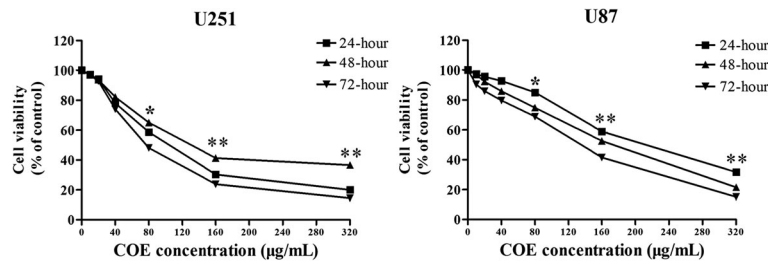 U251
24-hour
48-hour
72-hour
Cell viability
(% of control)
120
100
80
60
40
20
0
*
**
**
0 40 80 120 160 200 240 280 320
COE concentration (µg/mL)
U87
24-hour
48-hour
72-hour
Cell viability
(% of control)
120
100
80
60
40
20
0
*
**
**
0 40 80 120 160 200 240 280 320
COE concentration (µg/mL)